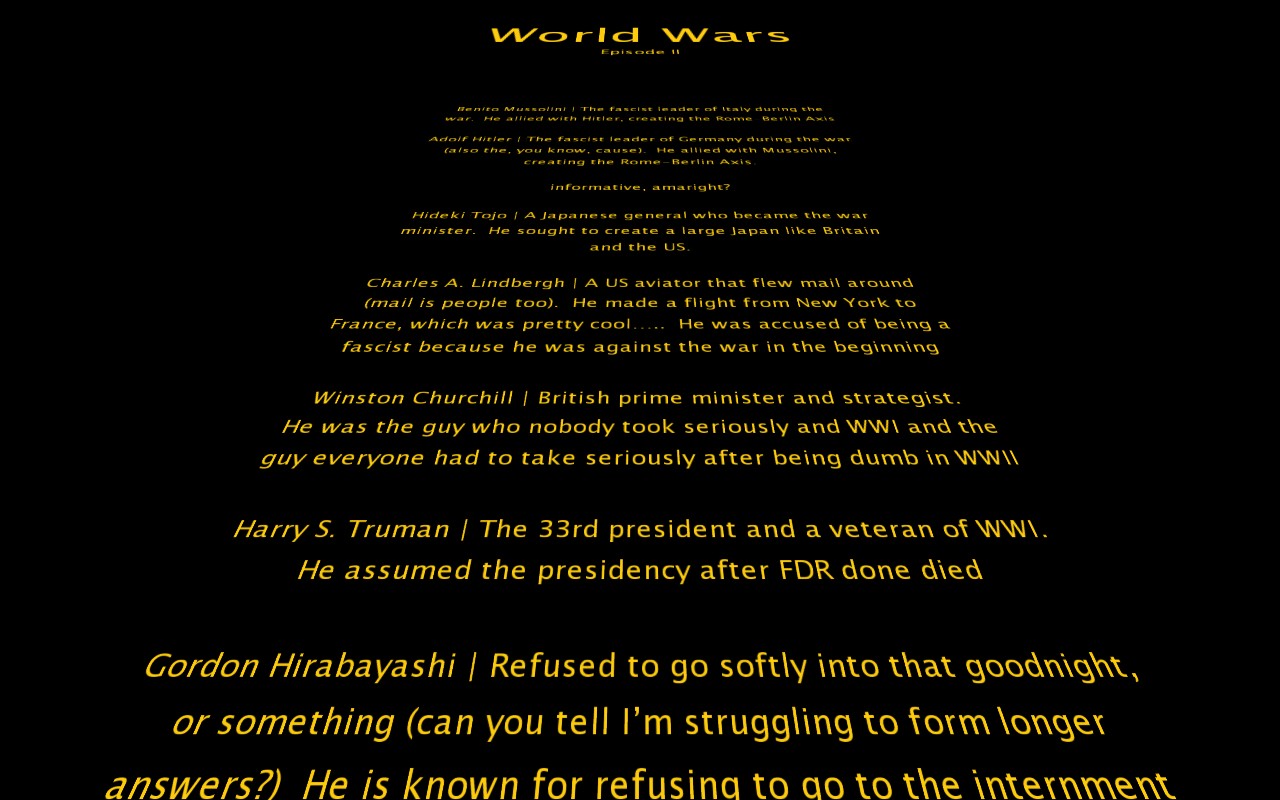 World Wars
Episode II
Benito Mussolini | The fascist leader of Italy during the
war.  He allied with Hitler, creating the Rome Berlin Axis
Adolf Hitler | The fascist leader of Germany during the war
(also the, you know, cause).  He allied with Mussolini,
creating the Rome-Berlin Axis.
informative, amaright?
Hideki Tojo | A Japanese general who became the war
minister.  He sought to create a large Japan like Britain
and the US.
Charles A. Lindbergh | A US aviator that flew mail around
(mail is people too).  He made a flight from New York to
France, which was pretty cool…..  He was accused of being a
fascist because he was against the war in the beginning
Winston Churchill | British prime minister and strategist.
He was the guy who nobody took seriously and WWI and the
guy everyone had to take seriously after being dumb in WWII
Harry S. Truman | The 33rd president and a veteran of WWI.
He assumed the presidency after FDR done died
Gordon Hirabayashi | Refused to go softly into that goodnight,
or something (can you tell I’m struggling to form longer
answers?)  He is known for refusing to go to the internment